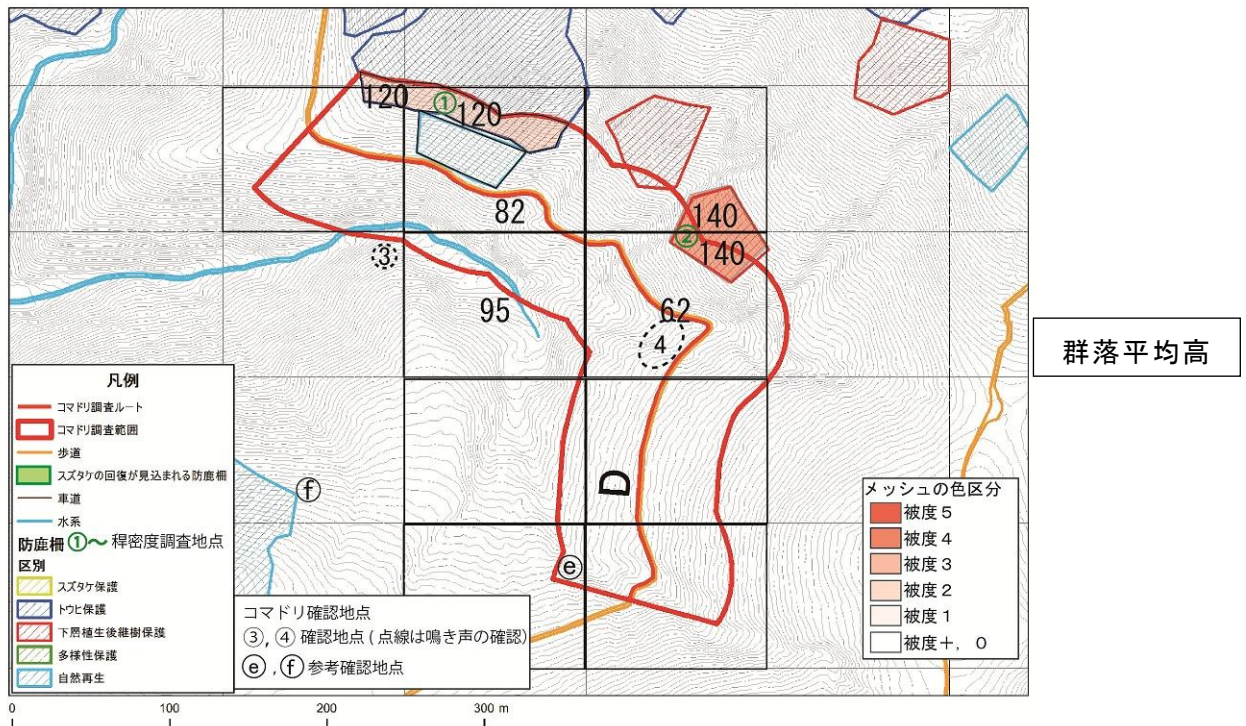 120
①
120
140
②
140
82
③
95
62
④
群落平均高
D
ⓔ
ⓕ
凡例
コマドリ調査ルート
コマドリ調査範囲
歩道
スズタケの回復が見込まれる防鹿柵
車道
水系
防鹿柵 ①～ 稈密度調査地点
区別
スズタケ保護
トウヒ保護
下層植生後継樹保護
多様性保護
自然再生
コマドリ確認地点
③, ④ 確認地点 ( 点線は鳴き声の確認)
ⓔ , ⓕ 参考確認地点
メッシュの色区分
被度５
被度４
被度３
被度２
被度１
被度＋, ０
0 100 200 300 m